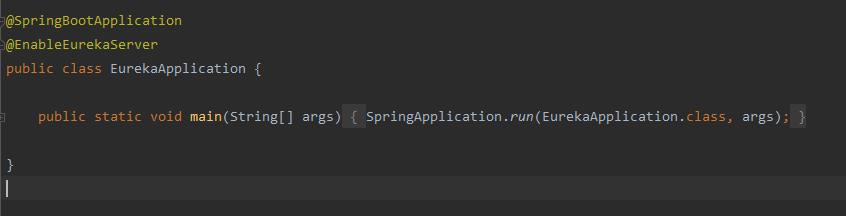 @SpringBootApplication
@EnableEurekaServer
public class EurekaApplication {
public static void main(String[] args) { SpringApplication.run(EurekaApplication.class, args); }
}